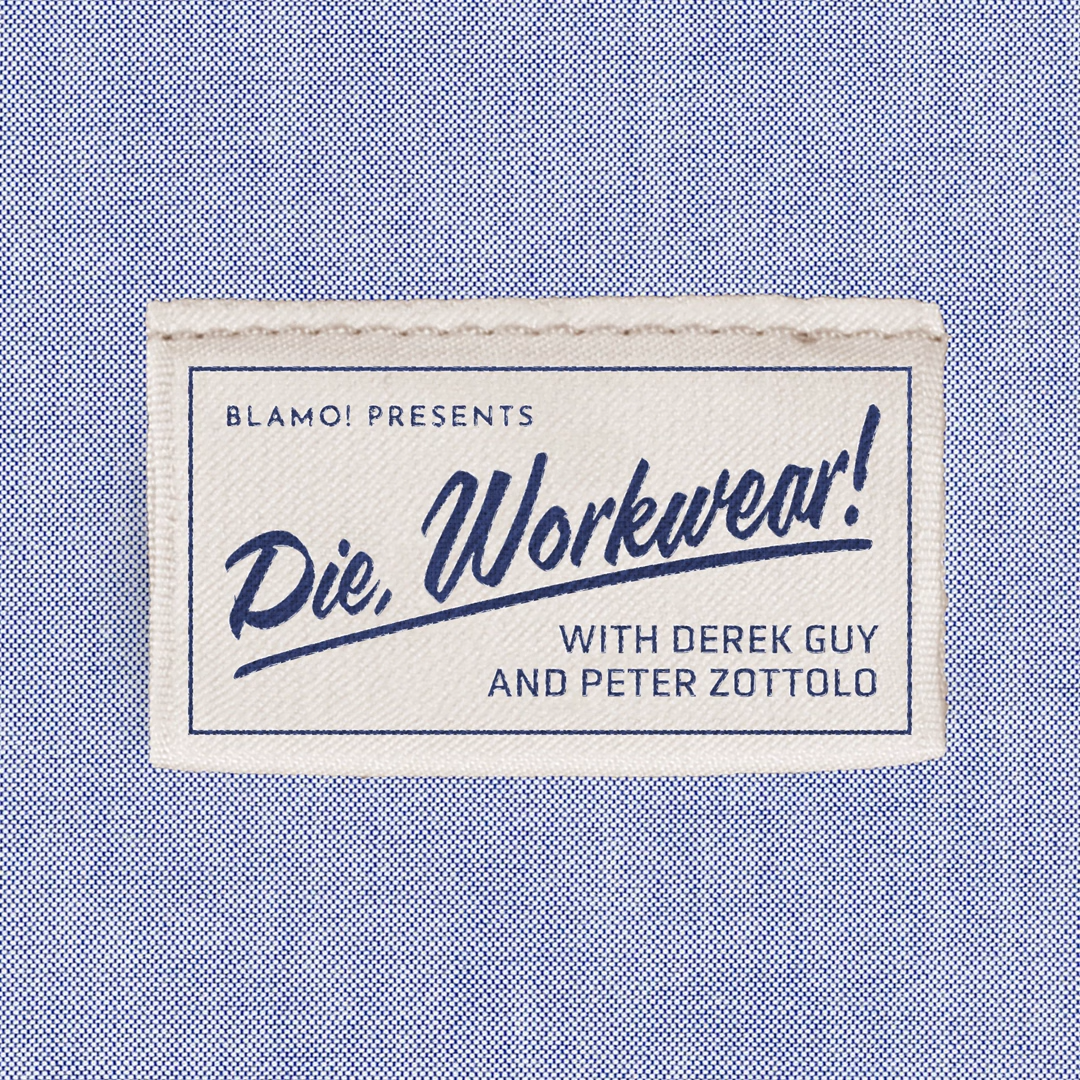 BLAMO! PRESENTS
Die, Workwear!
WITH DEREK GUY
AND PETER ZOTTOLO